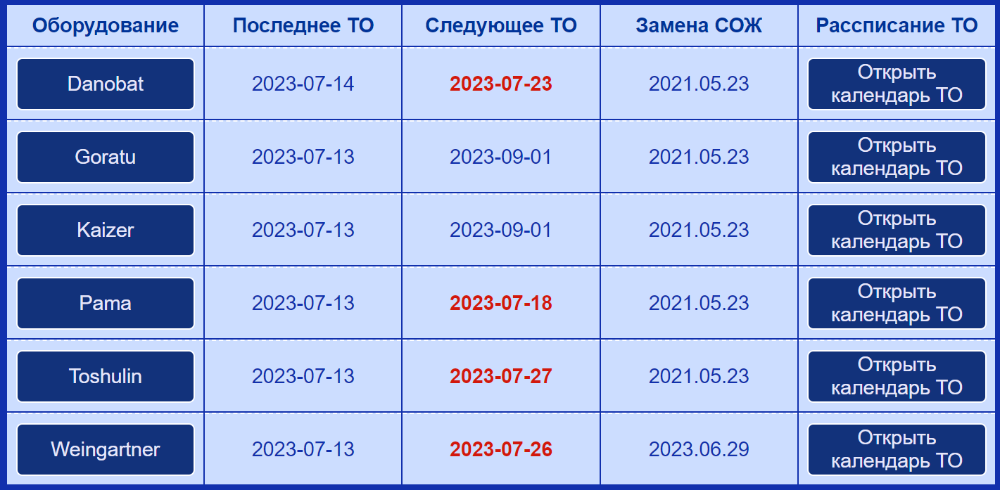 Оборудование Последнее ТО Следующее ТО Замена СОЖ Рассписание ТО
Danobat 2023-07-14 2023-07-23 2021.05.23 Открыть
календарь ТО
Goratu 2023-07-13 2023-09-01 2021.05.23 Открыть
календарь ТО
Kaizer 2023-07-13 2023-09-01 2021.05.23 Открыть
календарь ТО
Pama 2023-07-13 2023-07-18 2021.05.23 Открыть
календарь ТО
Toshulin 2023-07-13 2023-07-27 2021.05.23 Открыть
календарь ТО
Weingartner 2023-07-13 2023-07-26 2023.06.29 Открыть
календарь ТО